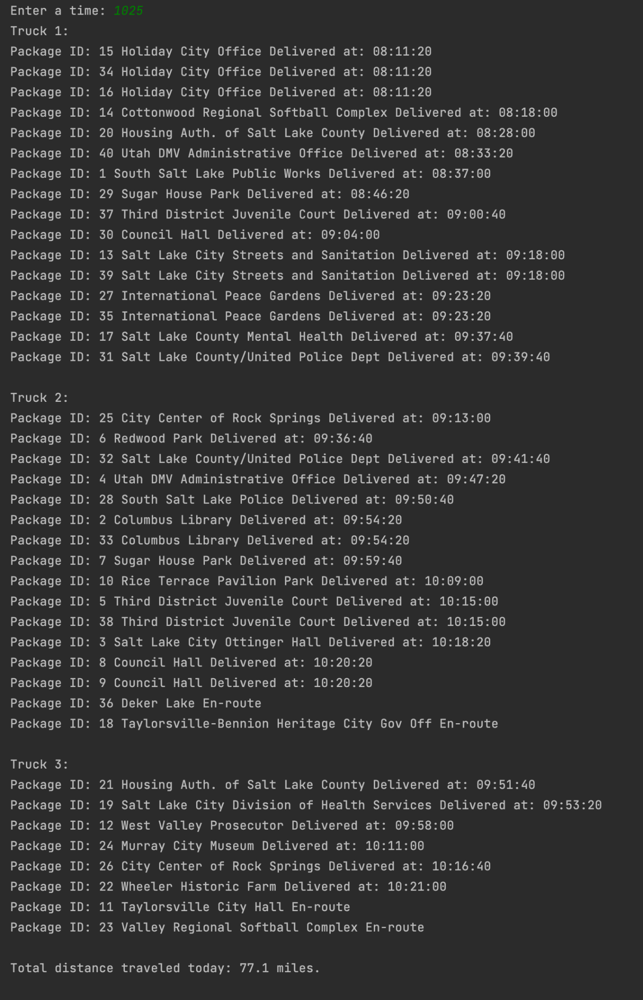 Enter a time: 1025
Truck 1:
Package ID: 15 Holiday City Office Delivered at: 08:11:20
Package ID: 34 Holiday City Office Delivered at: 08:11:20
Package ID: 16 Holiday City Office Delivered at: 08:11:20
Package ID: 14 Cottonwood Regional Softball Complex Delivered at: 08:18:00
Package ID: 20 Housing Auth. of Salt Lake County Delivered at: 08:28:00
Package ID: 40 Utah DMV Administrative Office Delivered at: 08:33:20
Package ID: 1 South Salt Lake Public Works Delivered at: 08:37:00
Package ID: 29 Sugar House Park Delivered at: 08:46:20
Package ID: 37 Third District Juvenile Court Delivered at: 09:00:40
Package ID: 30 Council Hall Delivered at: 09:04:00
Package ID: 13 Salt Lake City Streets and Sanitation Delivered at: 09:18:00
Package ID: 39 Salt Lake City Streets and Sanitation Delivered at: 09:18:00
Package ID: 27 International Peace Gardens Delivered at: 09:23:20
Package ID: 35 International Peace Gardens Delivered at: 09:23:20
Package ID: 17 Salt Lake County Mental Health Delivered at: 09:37:40
Package ID: 31 Salt Lake County/United Police Dept Delivered at: 09:39:40
Truck 2:
Package ID: 25 City Center of Rock Springs Delivered at: 09:13:00
Package ID: 6 Redwood Park Delivered at: 09:36:40
Package ID: 32 Salt Lake County/United Police Dept Delivered at: 09:41:40
Package ID: 4 Utah DMV Administrative Office Delivered at: 09:47:20
Package ID: 28 South Salt Lake Police Delivered at: 09:50:40
Package ID: 2 Columbus Library Delivered at: 09:54:20
Package ID: 33 Columbus Library Delivered at: 09:54:20
Package ID: 7 Sugar House Park Delivered at: 09:59:40
Package ID: 10 Rice Terrace Pavilion Park Delivered at: 10:09:00
Package ID: 5 Third District Juvenile Court Delivered at: 10:15:00
Package ID: 38 Third District Juvenile Court Delivered at: 10:15:00
Package ID: 3 Salt Lake City Ottinger Hall Delivered at: 10:18:20
Package ID: 8 Council Hall Delivered at: 10:20:20
Package ID: 9 Council Hall Delivered at: 10:20:20
Package ID: 36 Deker Lake En-route
Package ID: 18 Taylorsville-Bennion Heritage City Gov Off En-route
Truck 3:
Package ID: 21 Housing Auth. of Salt Lake County Delivered at: 09:51:40
Package ID: 19 Salt Lake City Division of Health Services Delivered at: 09:53:20
Package ID: 12 West Valley Prosecutor Delivered at: 09:58:00
Package ID: 24 Murray City Museum Delivered at: 10:11:00
Package ID: 26 City Center of Rock Springs Delivered at: 10:16:40
Package ID: 22 Wheeler Historic Farm Delivered at: 10:21:00
Package ID: 11 Taylorsville City Hall En-route
Package ID: 23 Valley Regional Softball Complex En-route
Total distance traveled today: 77.1 miles.